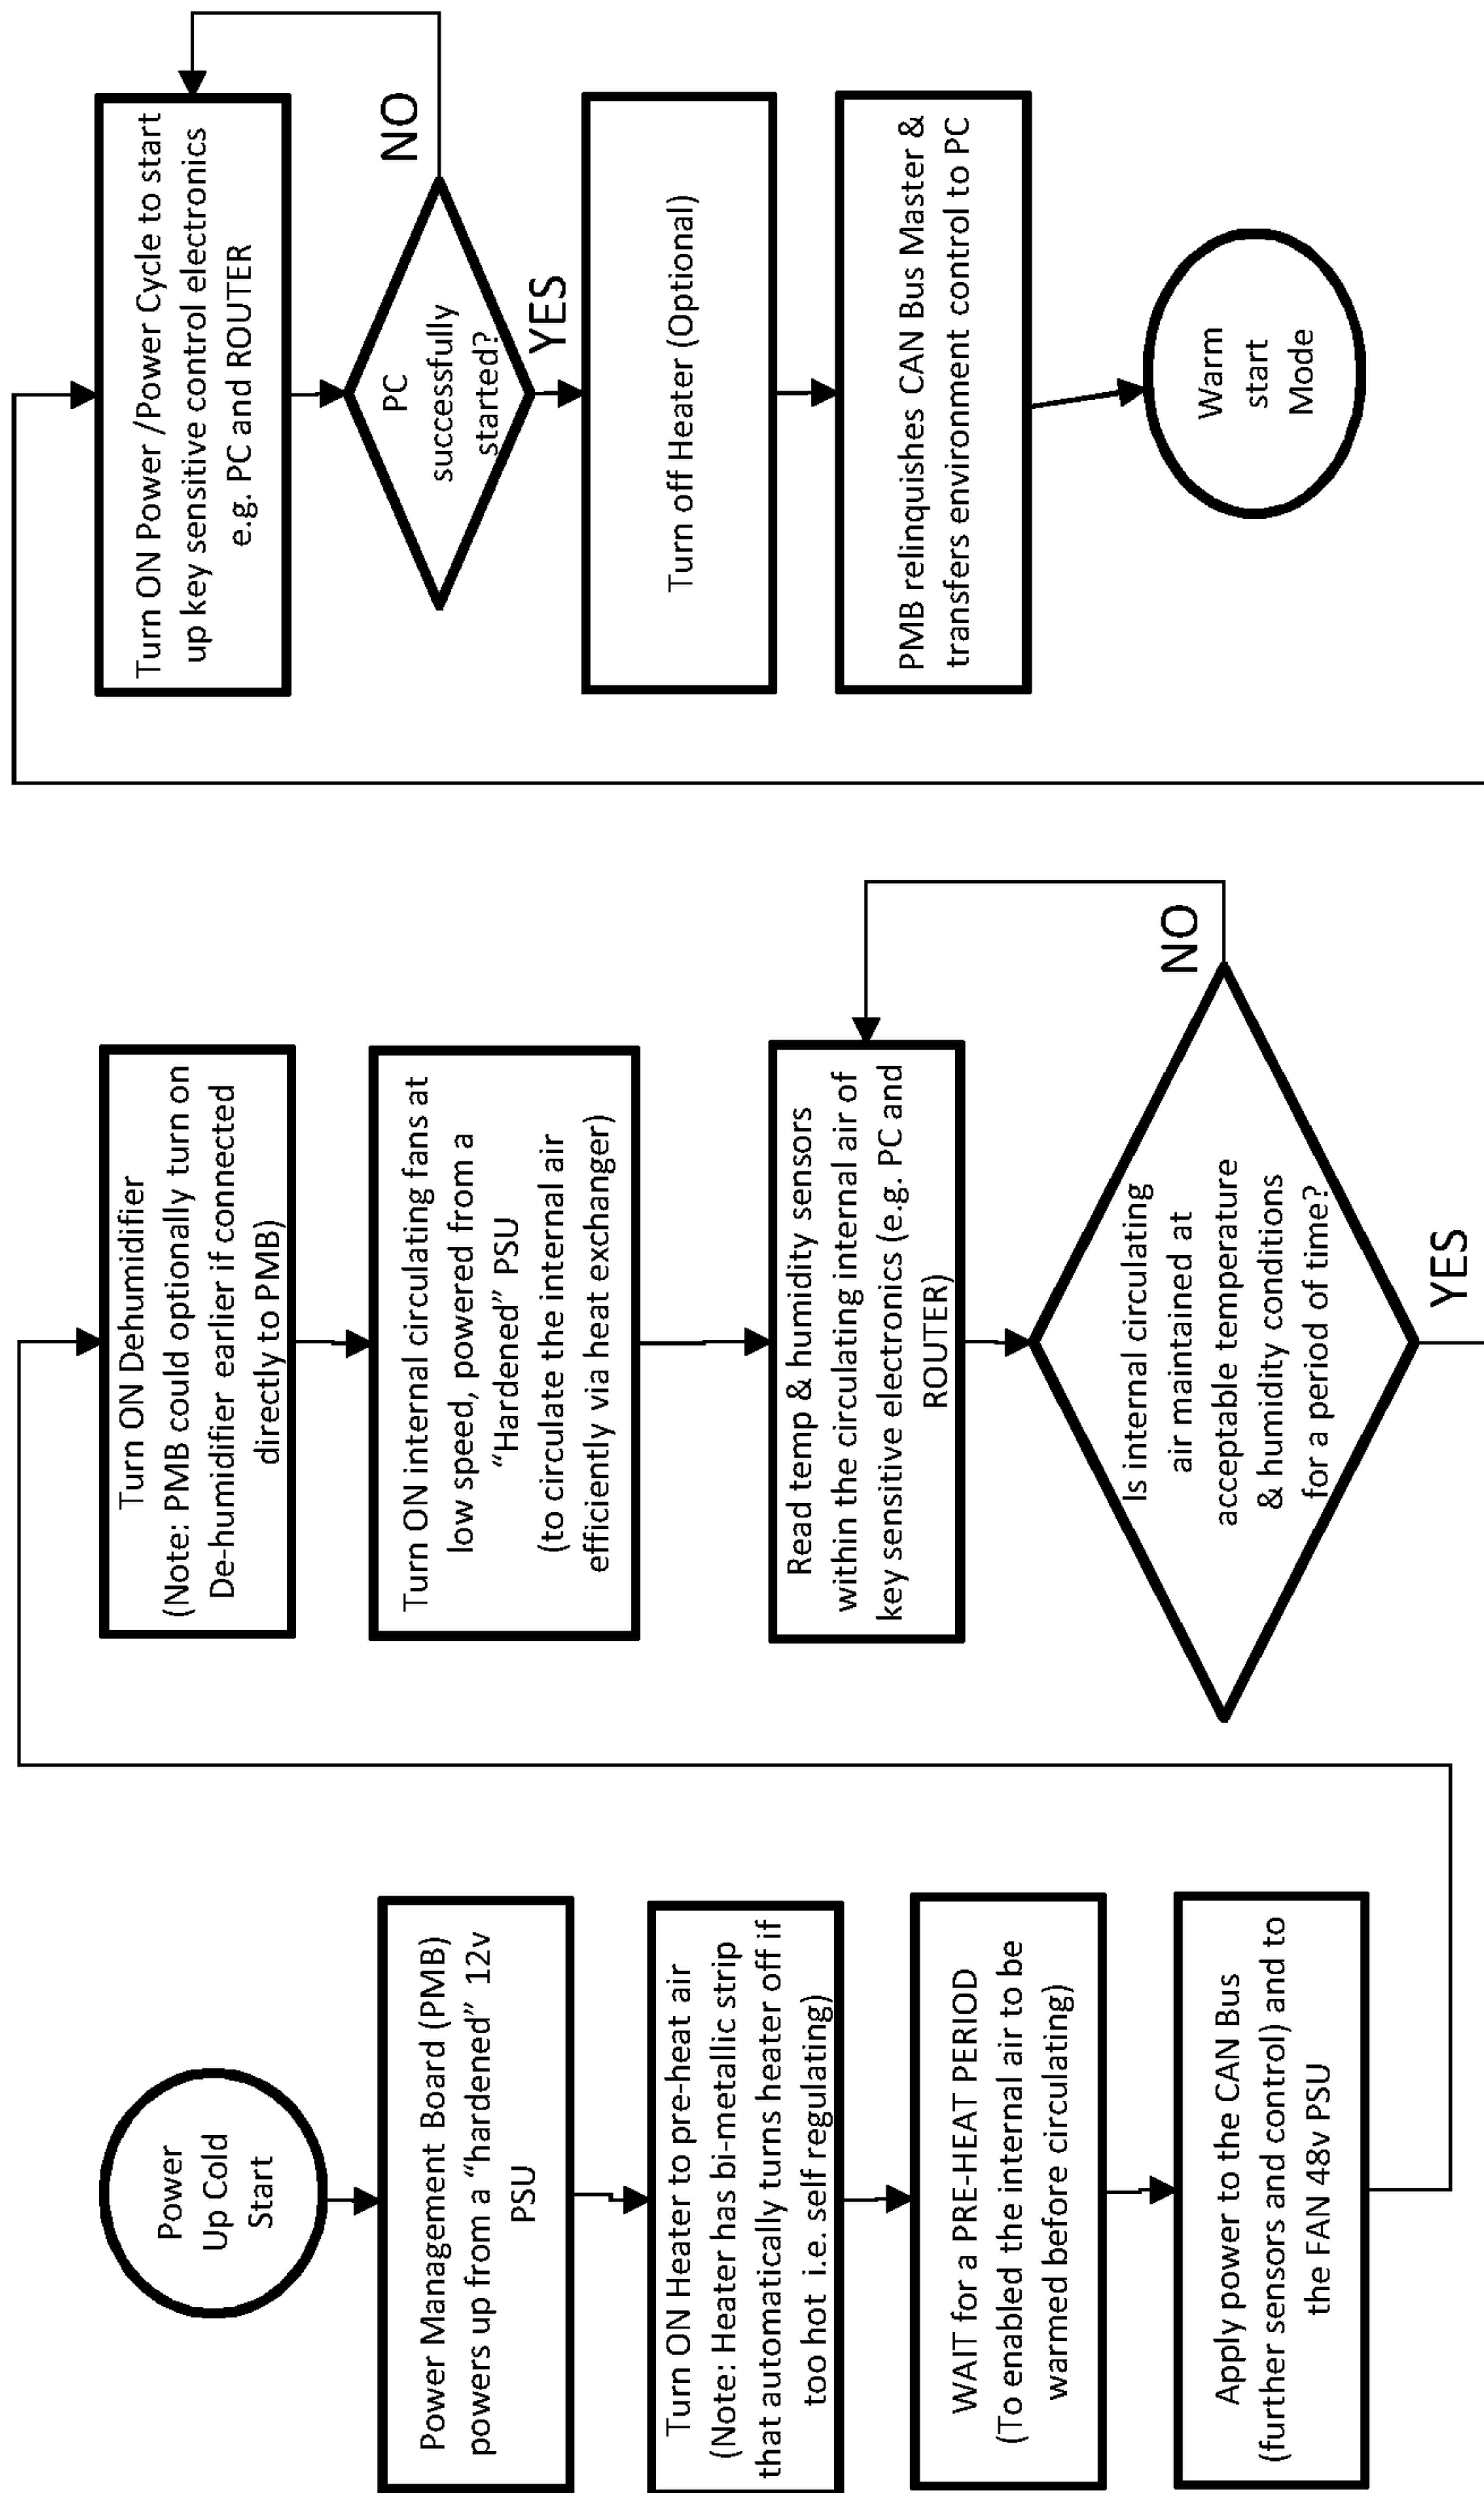 Power
Up Cold
Start
Power Management Board (PMB)
powers up from a “hardened” 12v
PSU
Turn ON Heater to pre-heat air
(Note: Heater has bi-metallic strip
that automatically turns heater off if
too hot i.e. self regulating)
WAIT for a PRE-HEAT PERIOD
(To enabled the internal air to be
warmed before circulating)
Apply power to the CAN Bus
(further sensors and control) and to
the FAN 48v PSU
Turn ON Dehumidifier
(Note: PMB could optionally turn on
De-humidifier earlier if connected
directly to PMB)
Turn ON internal circulating fans at
low speed, powered from a
“Hardened” PSU
(to circulate the internal air
efficiently via heat exchanger)
Read temp & humidity sensors
within the circulating internal air of
key sensitive electronics (e.g. PC and
ROUTER)
Is internal circulating
air maintained at
acceptable temperature
& humidity conditions
for a period of time?
NO
YES
Turn ON Power /Power Cycle to start
up key sensitive control electronics
e.g. PC and ROUTER
PC
successfully
started?
NO
YES
Turn off Heater (Optional)
PMB relinquishes CAN Bus Master &
transfers environment control to PC
Warm
start
Mode